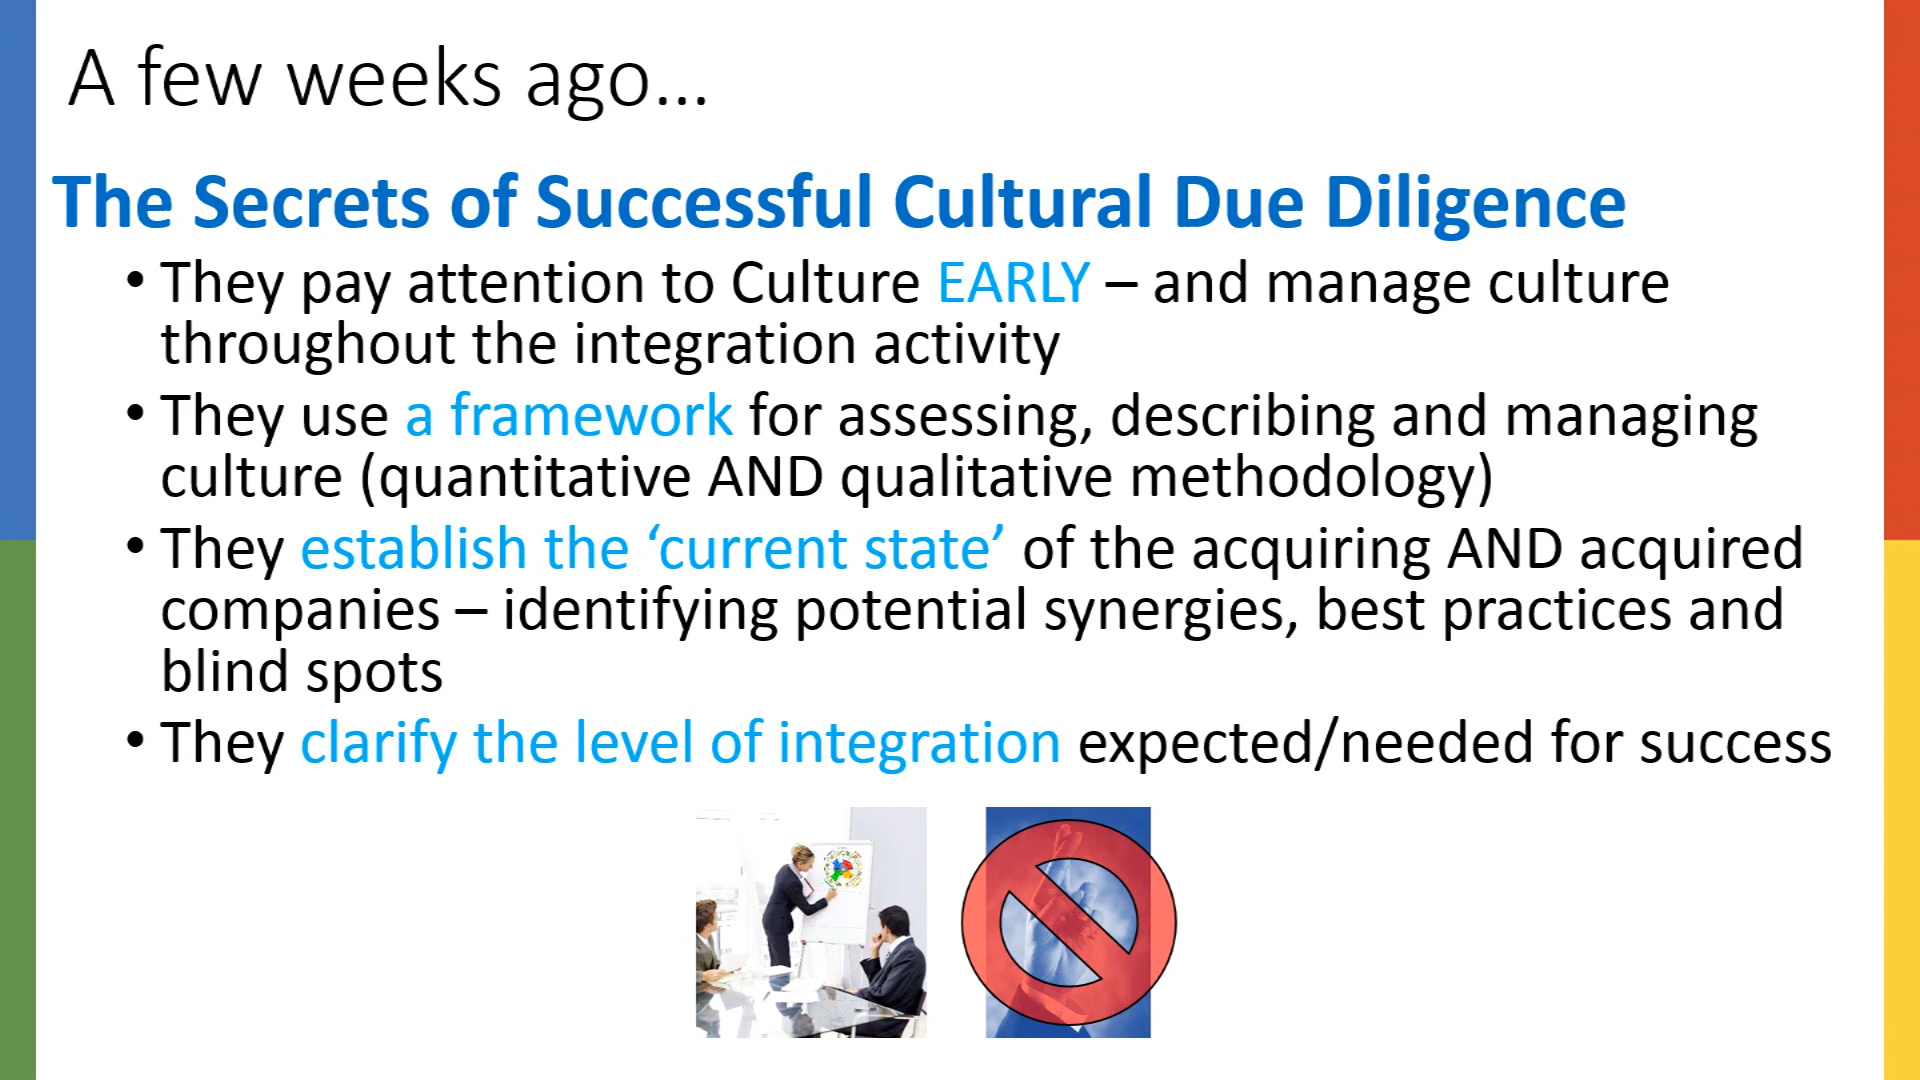 A few weeks ago...
The Secrets of Successful Cultural Due Diligence
• They pay attention to Culture EARLY – and manage culture
throughout the integration activity
• They use a framework for assessing, describing and managing
culture (quantitative AND qualitative methodology)
• They establish the ‘current state’ of the acquiring AND acquired
companies – identifying potential synergies, best practices and
blind spots
• They clarify the level of integration expected/needed for success